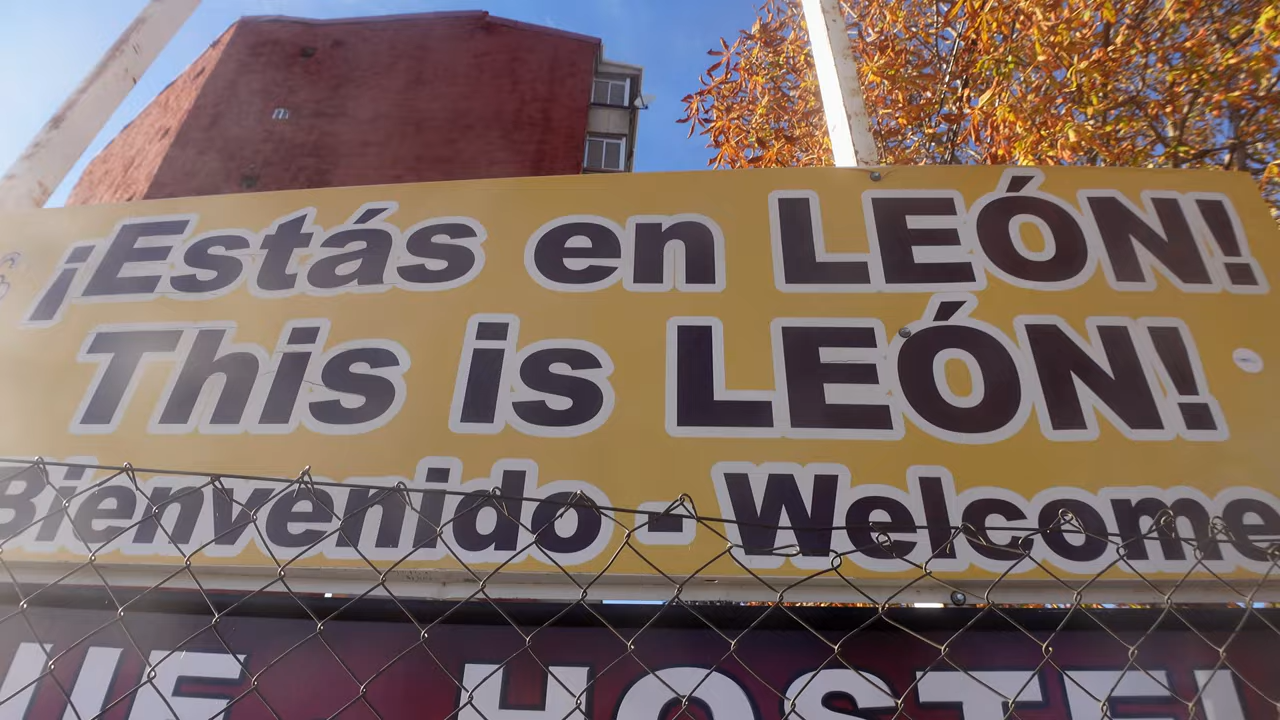 ¡Estás en LEÓN!
This is LEÓN!
Bienvenido - Welcome
HOSTEL